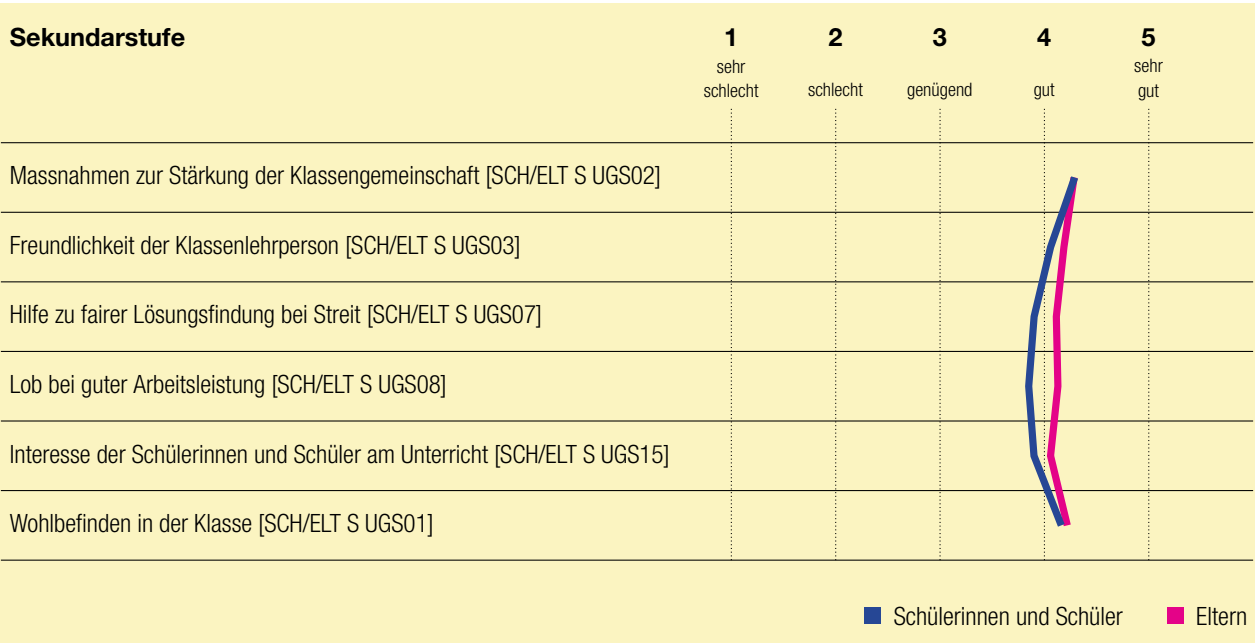 Sekundarstufe 1 2 3 4 5
sehr schlecht schlecht genügend gut sehr gut
Massnahmen zur Stärkung der Klassengemeinschaft [SCH/ELT S UGS02]
Freundlichkeit der Klassenlehrperson [SCH/ELT S UGS03]
Hilfe zu fairer Lösungsfindung bei Streit [SCH/ELT S UGS07]
Lob bei guter Arbeitsleistung [SCH/ELT S UGS08]
Interesse der Schülerinnen und Schüler am Unterricht [SCH/ELT S UGS15]
Wohlbefinden in der Klasse [SCH/ELT S UGS01]
Schülerinnen und Schüler Eltern